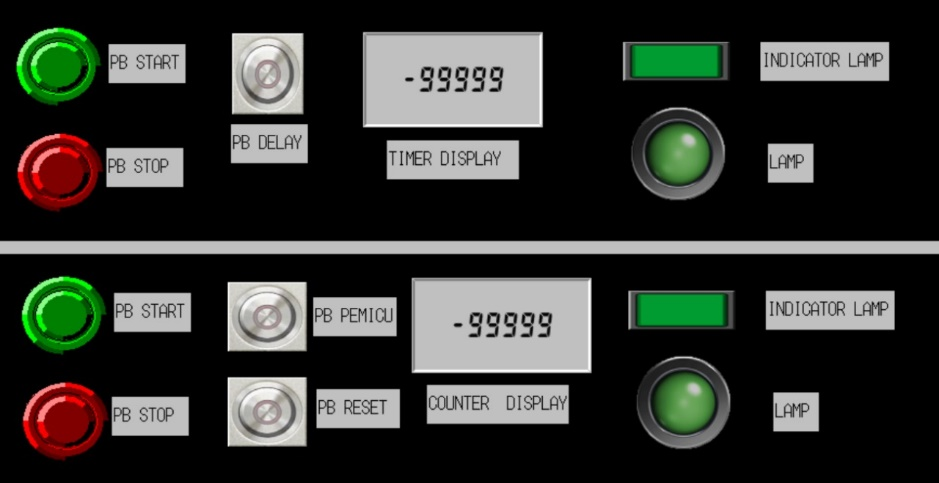 PB START
INDICATOR LAMP
-99999
PB DELAY
TIMER DISPLAY
PB STOP
LAMP
PB START
PB PEMICU
INDICATOR LAMP
-99999
PB STOP
PB RESET
COUNTER DISPLAY
LAMP